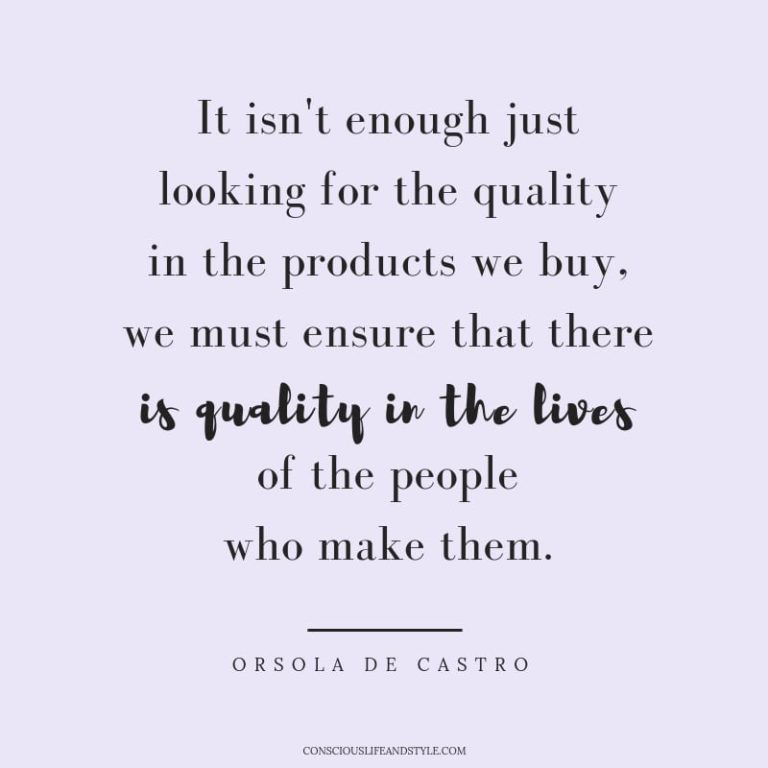 It isn't enough just
looking for the quality
in the products we buy,
we must ensure that there
is quality in the lives
of the people
who make them.
ORSOLA DE CASTRO
CONSCIOUSLIFEANDSTYLE.COM